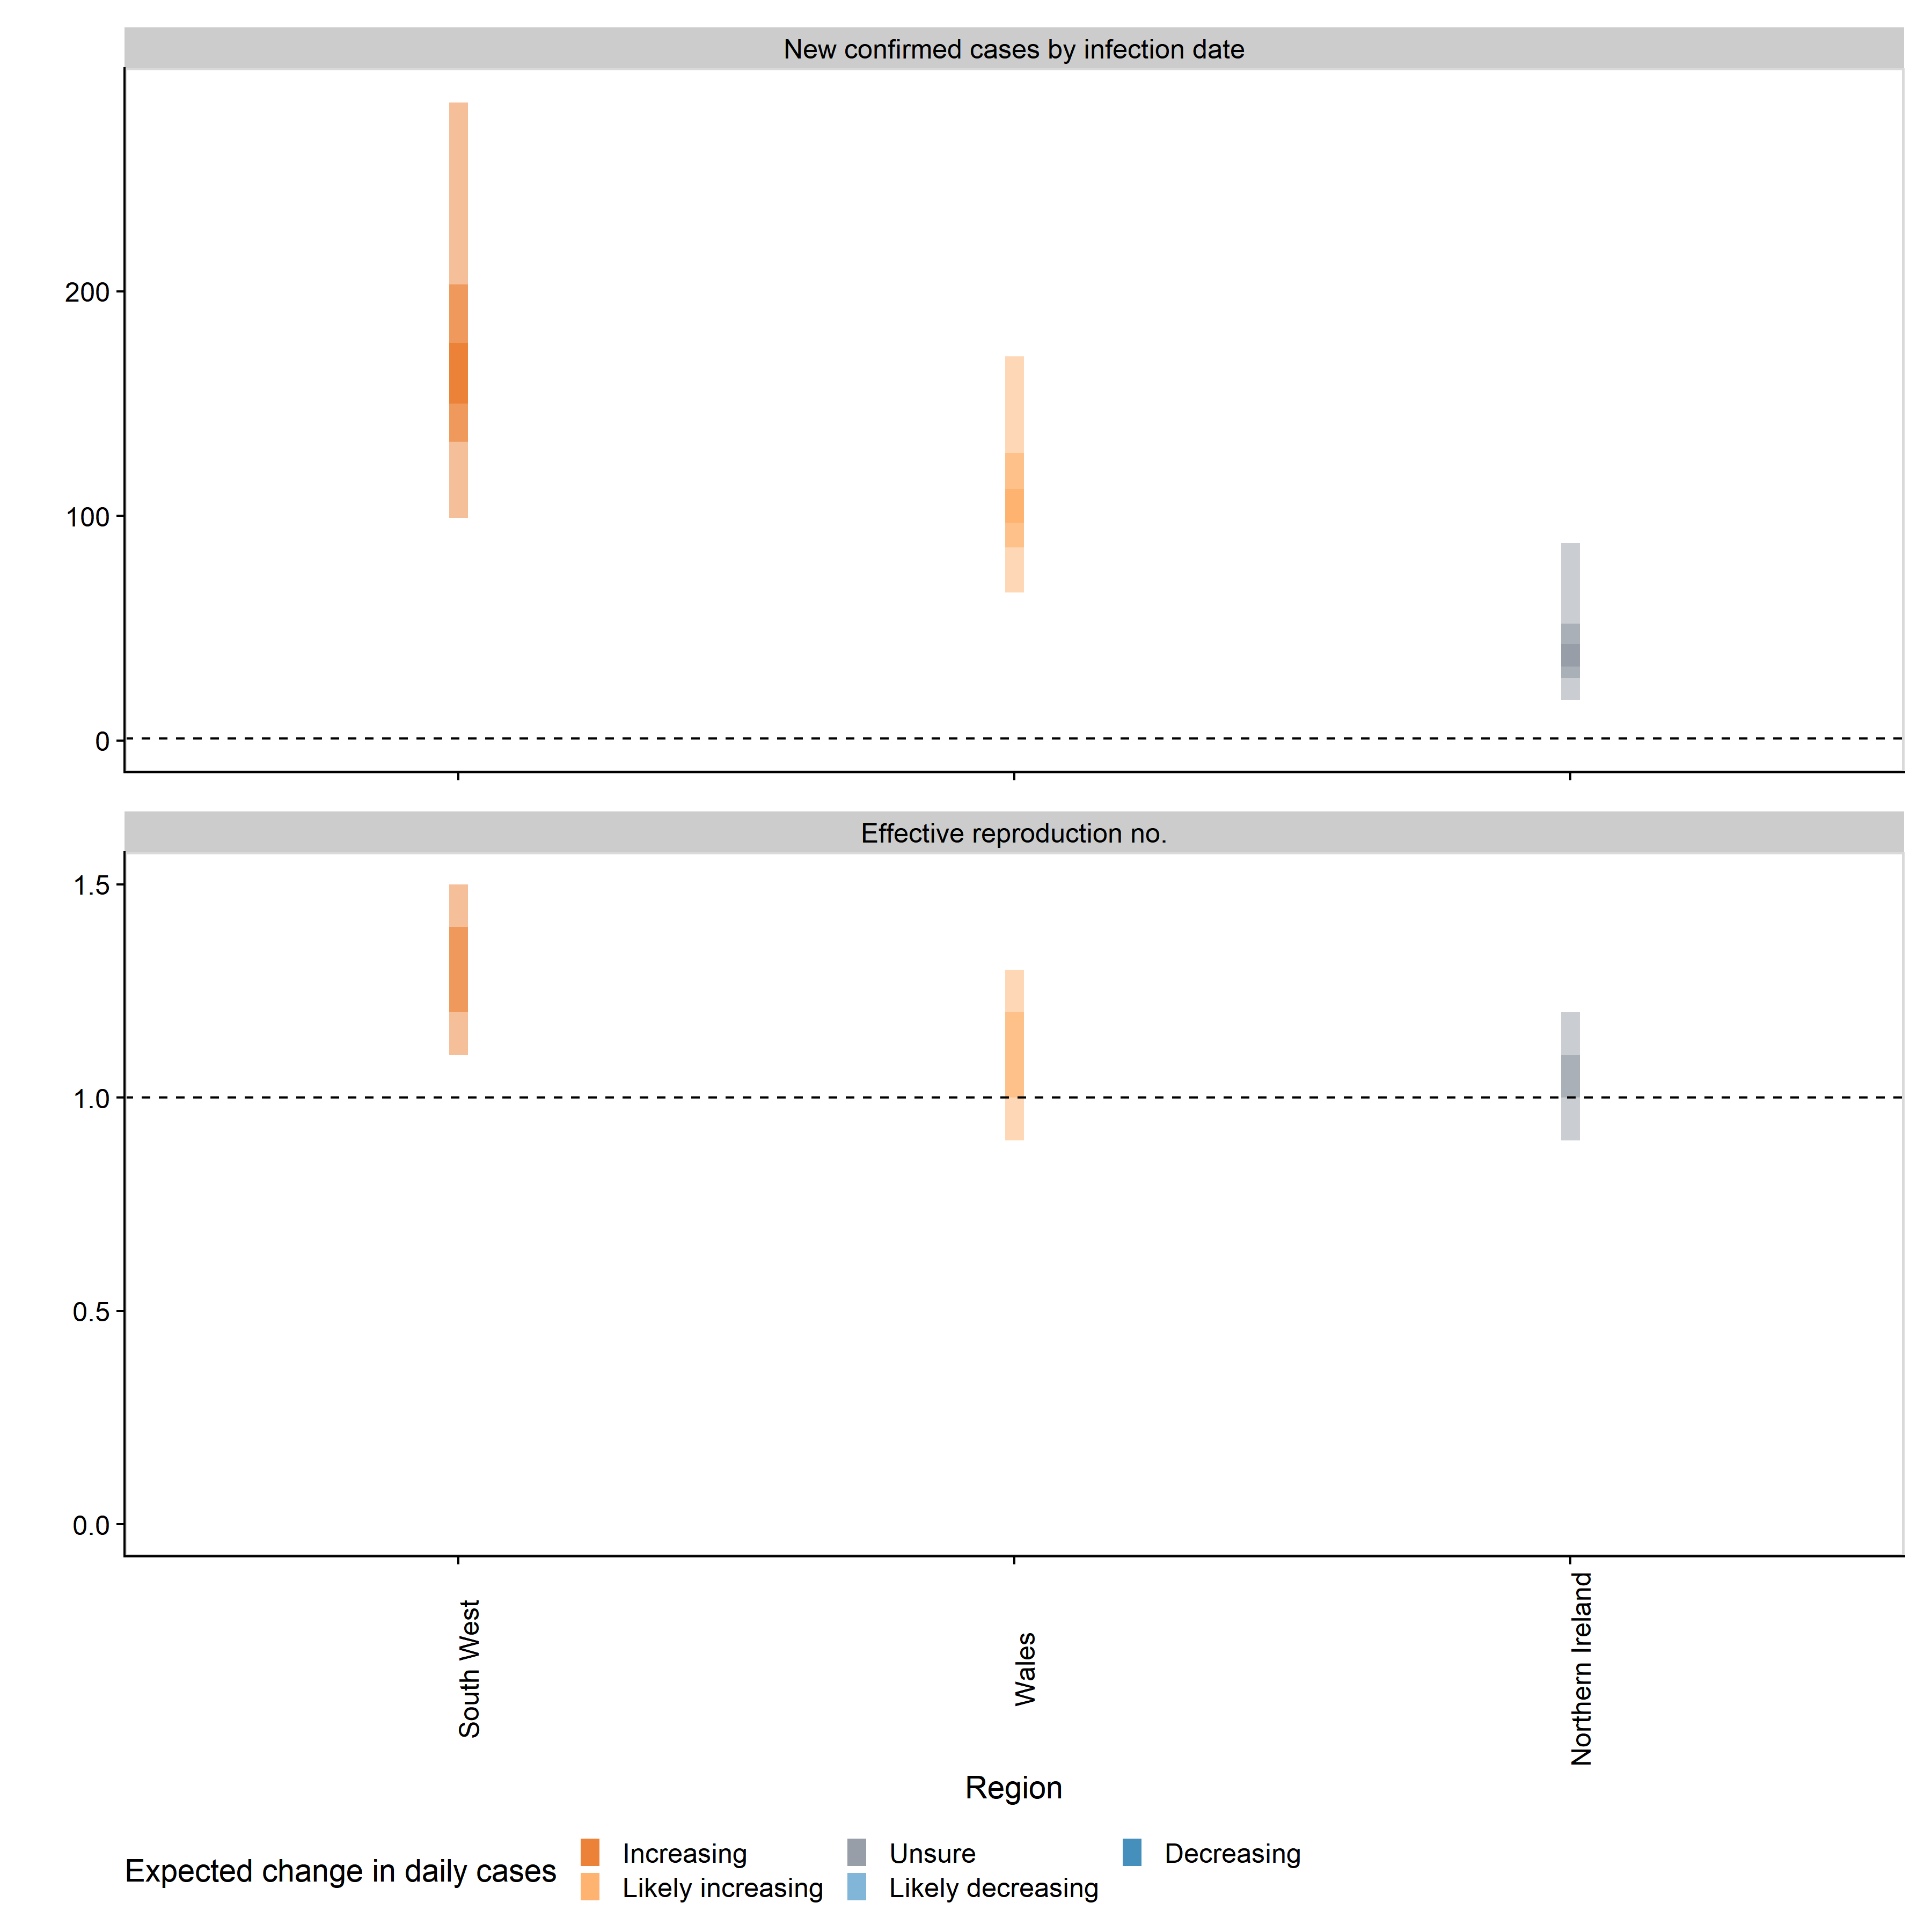 New confirmed cases by infection date
200
100
0
Effective reproduction no.
1.5
1.0
0.5
0.0
South West
Wales
Northern Ireland
Region
Expected change in daily cases
Increasing
Unsure
Decreasing
Likely increasing
Likely decreasing